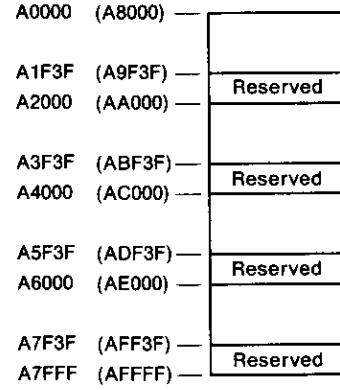 A0000 (A8000)
A1F3F (A9F3F)
Reserved
A2000 (AA000)
A3F3F (ABF3F)
Reserved
A4000 (AC000)
A5F3F (ADF3F)
Reserved
A6000 (AE000)
A7F3F (AFF3F)
Reserved
A7FFF (AFFFF)